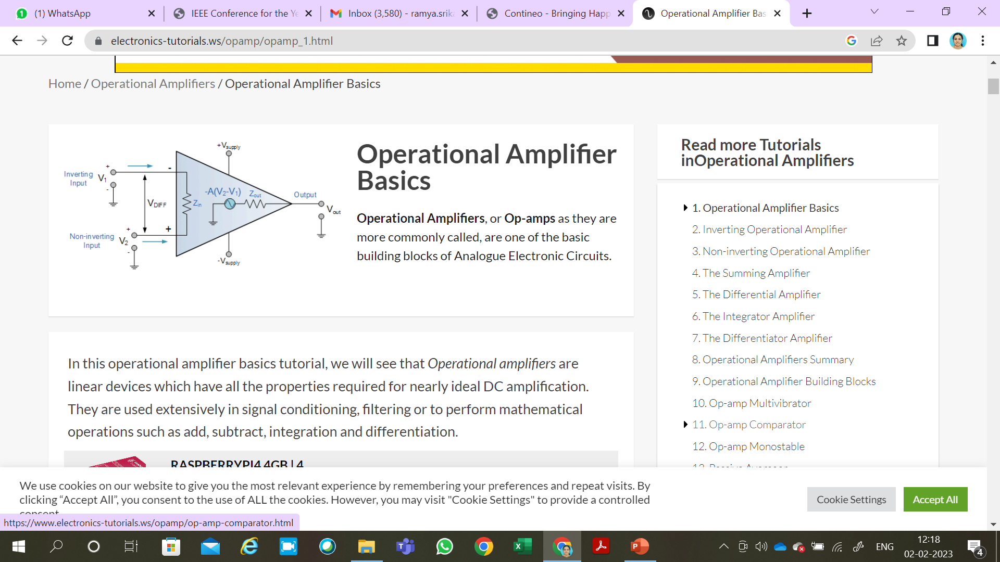 (1) WhatsApp
IEEE Conference for the Ye
Inbox (3,580) - ramya.srika
Contineo - Bringing Happ
Operational Amplifier Bas
electronics-tutorials.ws/opamp/opamp_1.html
Home / Operational Amplifiers / Operational Amplifier Basics
+Vsupply
Inverting
Input
+
V1
-
-
VDIFF
Zin
-A(V2-V1)
Zout
Output
Vout
Non-inverting
Input
+
V2
-
+
-Vsupply
Operational Amplifier
Basics
Operational Amplifiers, or Op-amps as they are
more commonly called, are one of the basic
building blocks of Analogue Electronic Circuits.
In this operational amplifier basics tutorial, we will see that Operational amplifiers are
linear devices which have all the properties required for nearly ideal DC amplification.
They are used extensively in signal conditioning, filtering or to perform mathematical
operations such as add, subtract, integration and differentiation.
RASPBERRYPI4 4GB | 4
Read more Tutorials
inOperational Amplifiers
1. Operational Amplifier Basics
2. Inverting Operational Amplifier
3. Non-inverting Operational Amplifier
4. The Summing Amplifier
5. The Differential Amplifier
6. The Integrator Amplifier
7. The Differentiator Amplifier
8. Operational Amplifiers Summary
9. Operational Amplifier Building Blocks
10. Op-amp Multivibrator
11. Op-amp Comparator
12. Op-amp Monostable
We use cookies on our website to give you the most relevant experience by remembering your preferences and repeat visits. By
clicking “Accept All”, you consent to the use of ALL the cookies. However, you may visit "Cookie Settings" to provide a controlled
consent.
Cookie Settings
Accept All
https://www.electronics-tutorials.ws/opamp/op-amp-comparator.html
ENG
12:18
02-02-2023
4